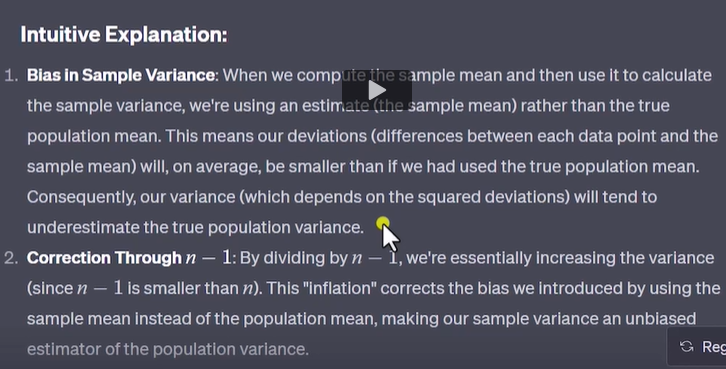 Intuitive Explanation:
1. Bias in Sample Variance: When we compute the sample mean and then use it to calculate
the sample variance, we're using an estimate (the sample mean) rather than the true
population mean. This means our deviations (differences between each data point and the
sample mean) will, on average, be smaller than if we had used the true population mean.
Consequently, our variance (which depends on the squared deviations) will tend to
underestimate the true population variance.
2. Correction Through n − 1: By dividing by n − 1, we're essentially increasing the variance
(since n − 1 is smaller than n). This "inflation" corrects the bias we introduced by using the
sample mean instead of the population mean, making our sample variance an unbiased
estimator of the population variance.
Reg